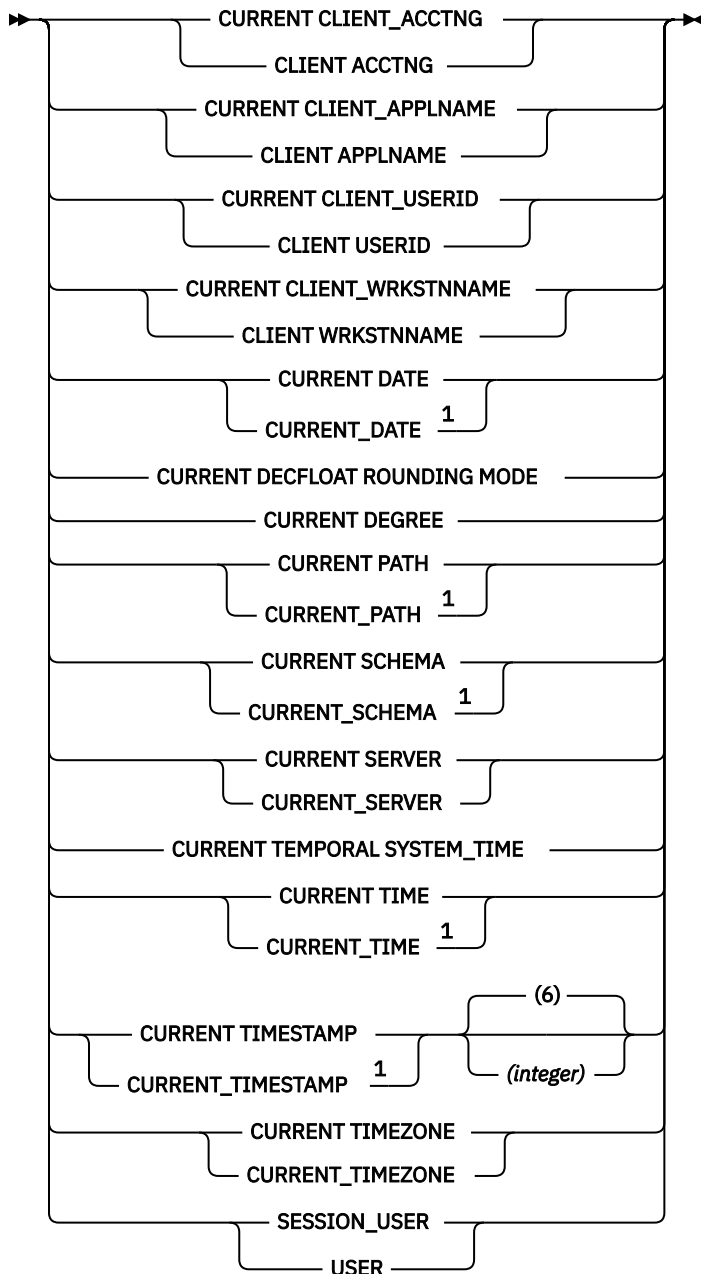 CURRENT CLIENT_ACCTNG
CLIENT ACCTNG
CURRENT CLIENT_APPLNAME
CLIENT APPLNAME
CURRENT CLIENT_USERID
CLIENT USERID
CURRENT CLIENT_WRKSTNNAME
CLIENT WRKSTNNAME
CURRENT DATE
CURRENT_DATE 1
CURRENT DECFLOAT ROUNDING MODE
CURRENT DEGREE
CURRENT PATH
CURRENT_PATH 1
CURRENT SCHEMA
CURRENT_SCHEMA 1
CURRENT SERVER
CURRENT_SERVER
CURRENT TEMPORAL SYSTEM_TIME
CURRENT TIME
CURRENT_TIME 1
(6)
CURRENT TIMESTAMP
CURRENT_TIMESTAMP 1 (integer)
CURRENT TIMEZONE
CURRENT_TIMEZONE
SESSION_USER
USER